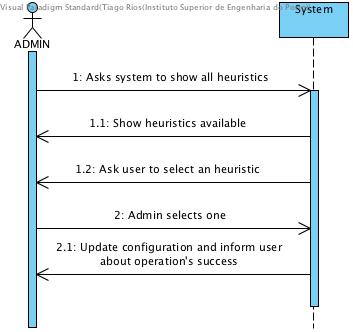 Visual Paradigm Standard(Tiago Rios(Instituto Superior de Engenharia do
System
ADMIN
1: Asks system to show all heuristics
1.1: Show heuristics available
1.2: Ask user to select an heuristic
2: Admin selects one
2.1: Update configuration and inform user
about operation's success